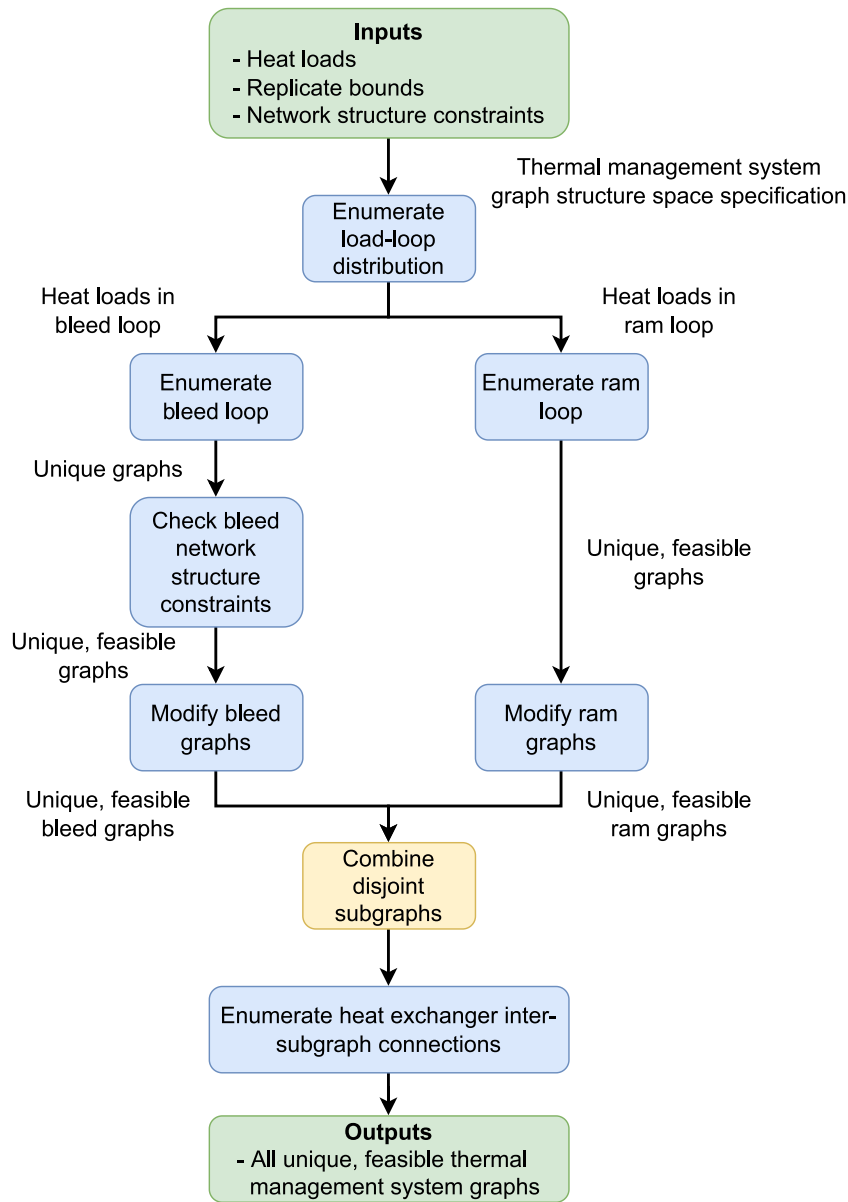 Inputs
- Heat loads
- Replicate bounds
- Network structure constraints
Thermal management system
graph structure space specification
Enumerate
load-loop
distribution
Heat loads in
bleed loop
Heat loads in
ram loop
Enumerate
bleed loop
Enumerate ram
loop
Unique graphs
Check bleed
network
structure
constraints
Unique, feasible
graphs
Unique, feasible
graphs
Modify bleed
graphs
Modify ram
graphs
Unique, feasible
bleed graphs
Unique, feasible
ram graphs
Combine
disjoint
subgraphs
Enumerate heat exchanger inter-
subgraph connections
Outputs
- All unique, feasible thermal
management system graphs